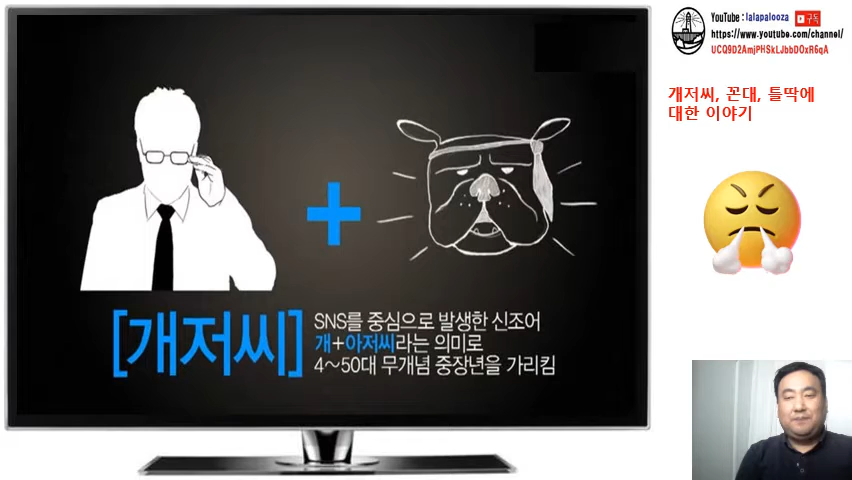 YouTube : lalapalooza 구독
https://www.youtube.com/channel/
UCQ9D2AmjPHSkLJbbDOxR6qA
개저씨, 꼰대, 틀딱에
대한 이야기
[개저씨]
SNS를 중심으로 발생한 신조어
개+아저씨라는 의미로
4~50대 무개념 중장년을 가리킴